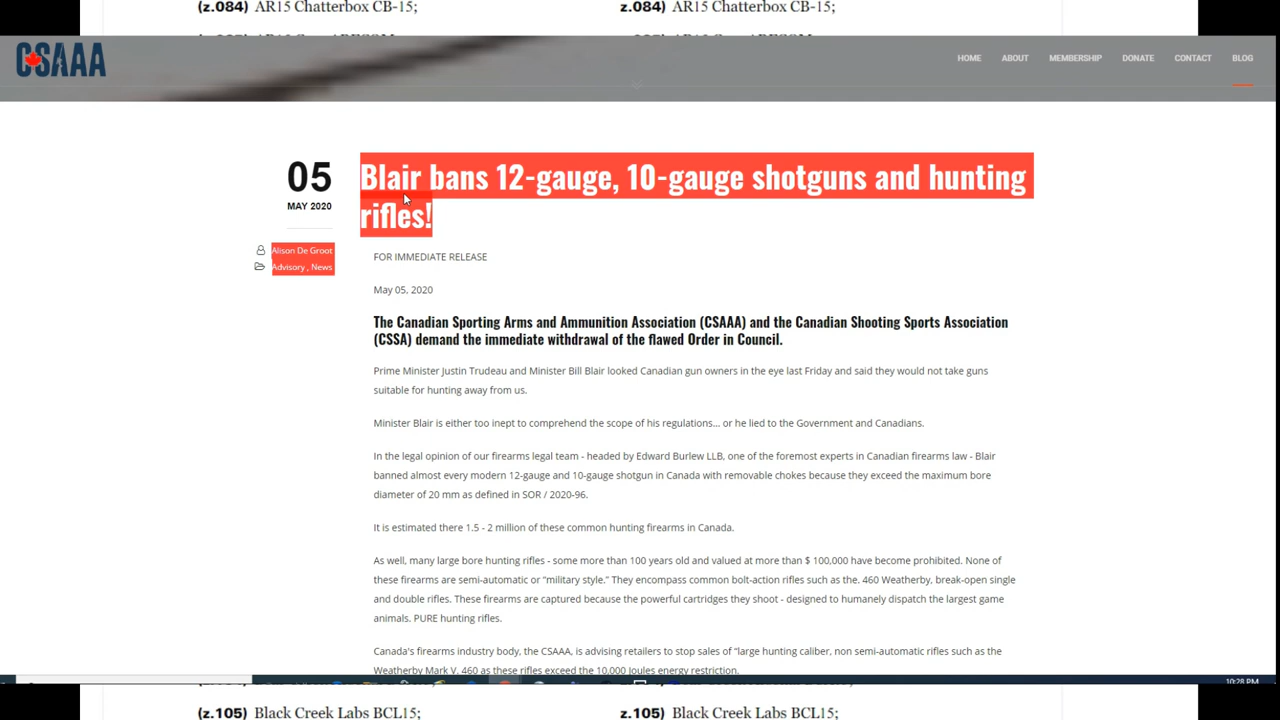 (z.084) AR15 Chatterbox CB-15; (z.084) AR15 Chatterbox CB-15;
CSAAA HOME ABOUT MEMBERSHIP DONATE CONTACT BLOG
05
MAY 2020
Alison De Groot
Advisory , News
Blair bans 12-gauge, 10-gauge shotguns and hunting
rifles!
FOR IMMEDIATE RELEASE
May 05, 2020
The Canadian Sporting Arms and Ammunition Association (CSAAA) and the Canadian Shooting Sports Association
(CSSA) demand the immediate withdrawal of the flawed Order in Council.
Prime Minister Justin Trudeau and Minister Bill Blair looked Canadian gun owners in the eye last Friday and said they would not take guns
suitable for hunting away from us.
Minister Blair is either too inept to comprehend the scope of his regulations... or he lied to the Government and Canadians.
In the legal opinion of our firearms legal team - headed by Edward Burlew LLB, one of the foremost experts in Canadian firearms law - Blair
banned almost every modern 12-gauge and 10-gauge shotgun in Canada with removable chokes because they exceed the maximum bore
diameter of 20 mm as defined in SOR / 2020-96.
It is estimated there 1.5 - 2 million of these common hunting firearms in Canada.
As well, many large bore hunting rifles - some more than 100 years old and valued at more than $ 100,000 have become prohibited. None of
these firearms are semi-automatic or “military style.” They encompass common bolt-action rifles such as the. 460 Weatherby, break-open single
and double rifles. These firearms are captured because the powerful cartridges they shoot - designed to humanely dispatch the largest game
animals. PURE hunting rifles.
Canada's firearms industry body, the CSAAA, is advising retailers to stop sales of “large hunting caliber, non semi-automatic rifles such as the
Weatherby Mark V. 460 as these rifles exceed the 10,000 Joules energy restriction.
10:28 PM
(z.105) Black Creek Labs BCL15; (z.105) Black Creek Labs BCL15;